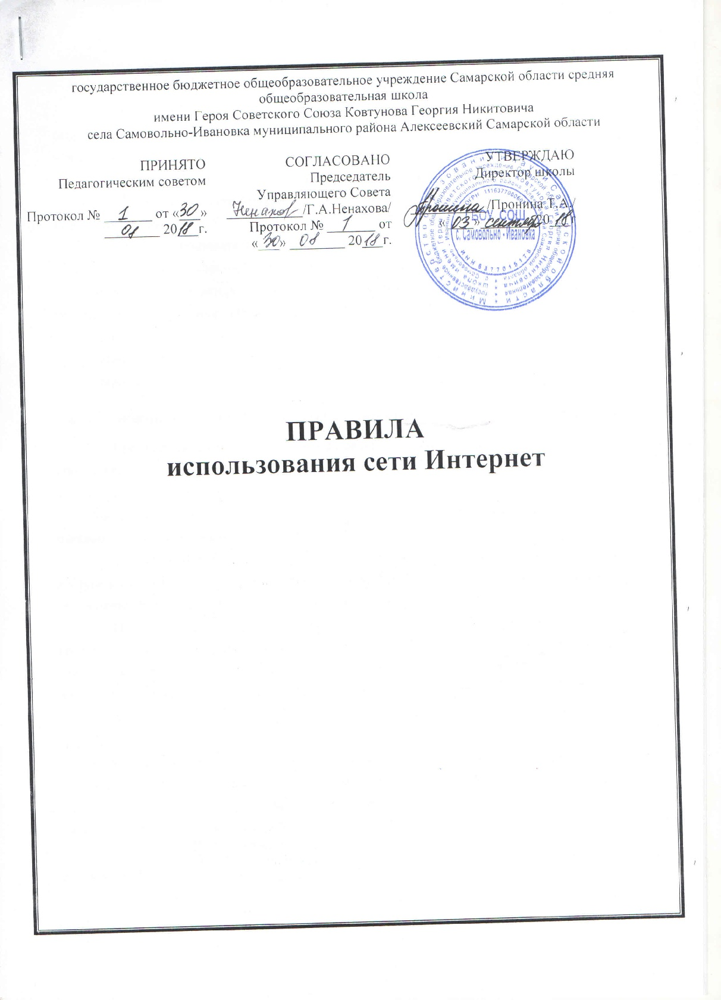 государственное бюджетное общеобразовательное учреждение Самарской области средняя
общеобразовательная школа
имени Героя Советского Союза Ковтунова Георгия Никитовича
села Самовольно-Ивановка муниципального района Алексеевский Самарской области
ПРИНЯТО
Педагогическим советом
Протокол № 1 от «30»
08 2018 г.
СОГЛАСОВАНО
Председатель
Управляющего Совета
/Г.А.Ненахова/
Протокол № 1 от
«30» 08 2018 г.
УТВЕРЖДАЮ
Директор школы
/Пронина Т.А./
«03» сентября 2018 г
ГБОУ СОШ
с. Самовольно - Ивановка
ИНН 6377015178
ПРАВИЛА
использования сети Интернет